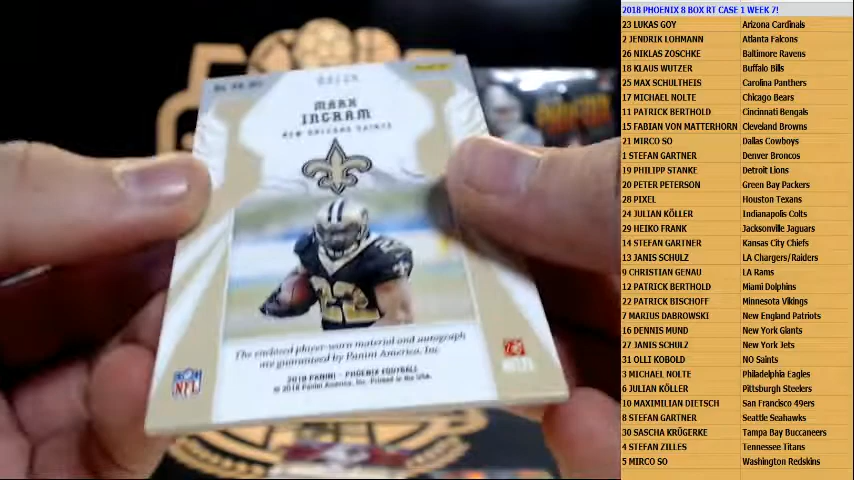 MARK
INGRAM
NEW ORLEANS SAINTS
22
The enclosed player-worn material and autograph
are guaranteed by Panini America, Inc
2018 PANINI - PHOENIX FOOTBALL
© 2018 Panini America, Inc. Printed in the USA.
NFL
2018 PHOENIX 8 BOX RT CASE 1 WEEK 7!
23 LUKAS GOY Arizona Cardinals
2 JENDRIK LOHMANN Atlanta Falcons
26 NIKLAS ZOSCHKE Baltimore Ravens
18 KLAUS WUTZER Buffalo Bills
25 MAX SCHULTHEIS Carolina Panthers
17 MICHAEL NOLTE Chicago Bears
11 PATRICK BERTHOLD Cincinnati Bengals
15 FABIAN VON MATTERHORN Cleveland Browns
21 MIRCO SO Dallas Cowboys
1 STEFAN GARTNER Denver Broncos
19 PHILIPP STANKE Detroit Lions
20 PETER PETERSON Green Bay Packers
28 PIXEL Houston Texans
24 JULIAN KÖLLER Indianapolis Colts
29 HEIKO FRANK Jacksonville Jaguars
14 STEFAN GARTNER Kansas City Chiefs
13 JANIS SCHULZ LA Chargers/Raiders
9 CHRISTIAN GENAU LA Rams
12 PATRICK BERTHOLD Miami Dolphins
22 PATRICK BISCHOFF Minnesota Vikings
7 MARIUS DABROWSKI New England Patriots
16 DENNIS MUND New York Giants
27 JANIS SCHULZ New York Jets
31 OLLI KOBOLD NO Saints
3 MICHAEL NOLTE Philadelphia Eagles
6 JULIAN KÖLLER Pittsburgh Steelers
10 MAXIMILIAN DIETSCH San Francisco 49ers
8 STEFAN GARTNER Seattle Seahawks
30 SASCHA KRÜGERKE Tampa Bay Buccaneers
4 STEFAN ZILLES Tennessee Titans
5 MIRCO SO Washington Redskins